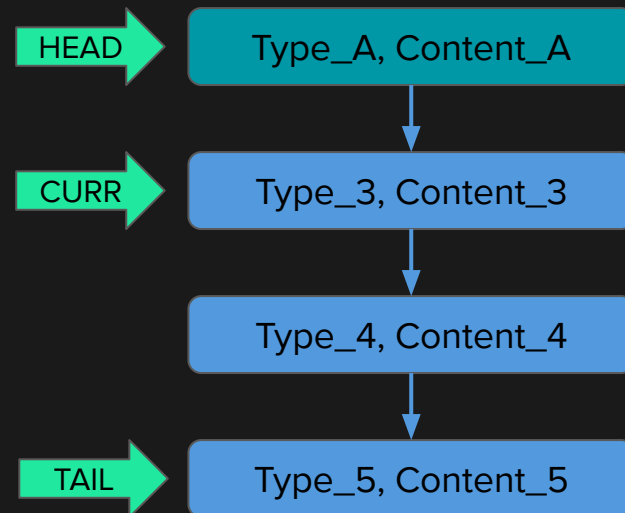 HEAD
Type_A, Content_A
CURR
Type_3, Content_3
Type_4, Content_4
TAIL
Type_5, Content_5